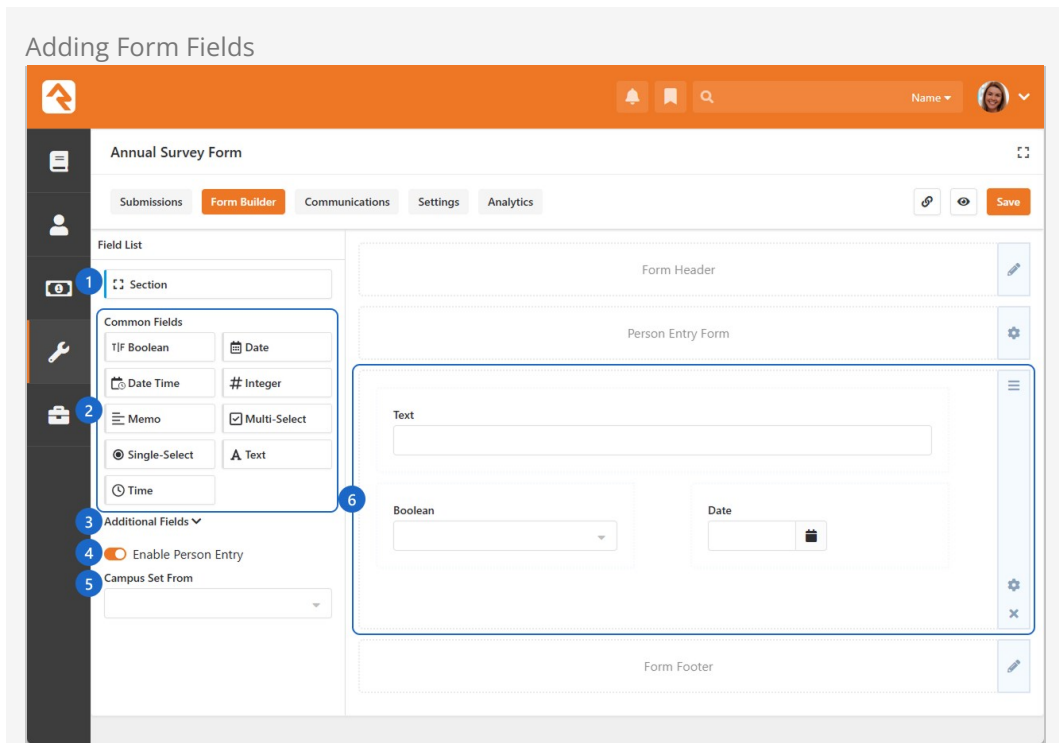 Adding Form Fields
Name
Annual Survey Form
Submissions Form Builder Communications Settings Analytics Save
Field List
1 Section
Form Header
Common Fields
T|F Boolean Date
Person Entry Form
Date Time # Integer
2 Memo Multi-Select
Text
Single-Select A Text
Time
6
Boolean Date
3 Additional Fields
4 Enable Person Entry
5 Campus Set From
Form Footer